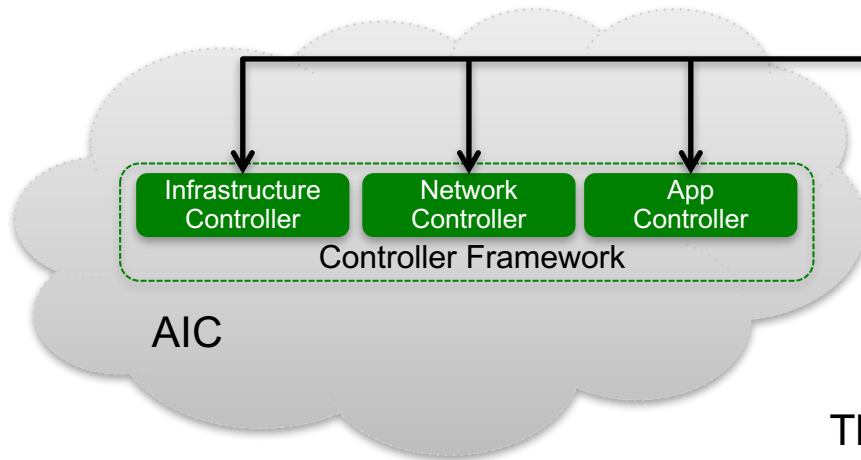 Infrastructure
Controller
Network
Controller
App
Controller
Controller Framework
AIC